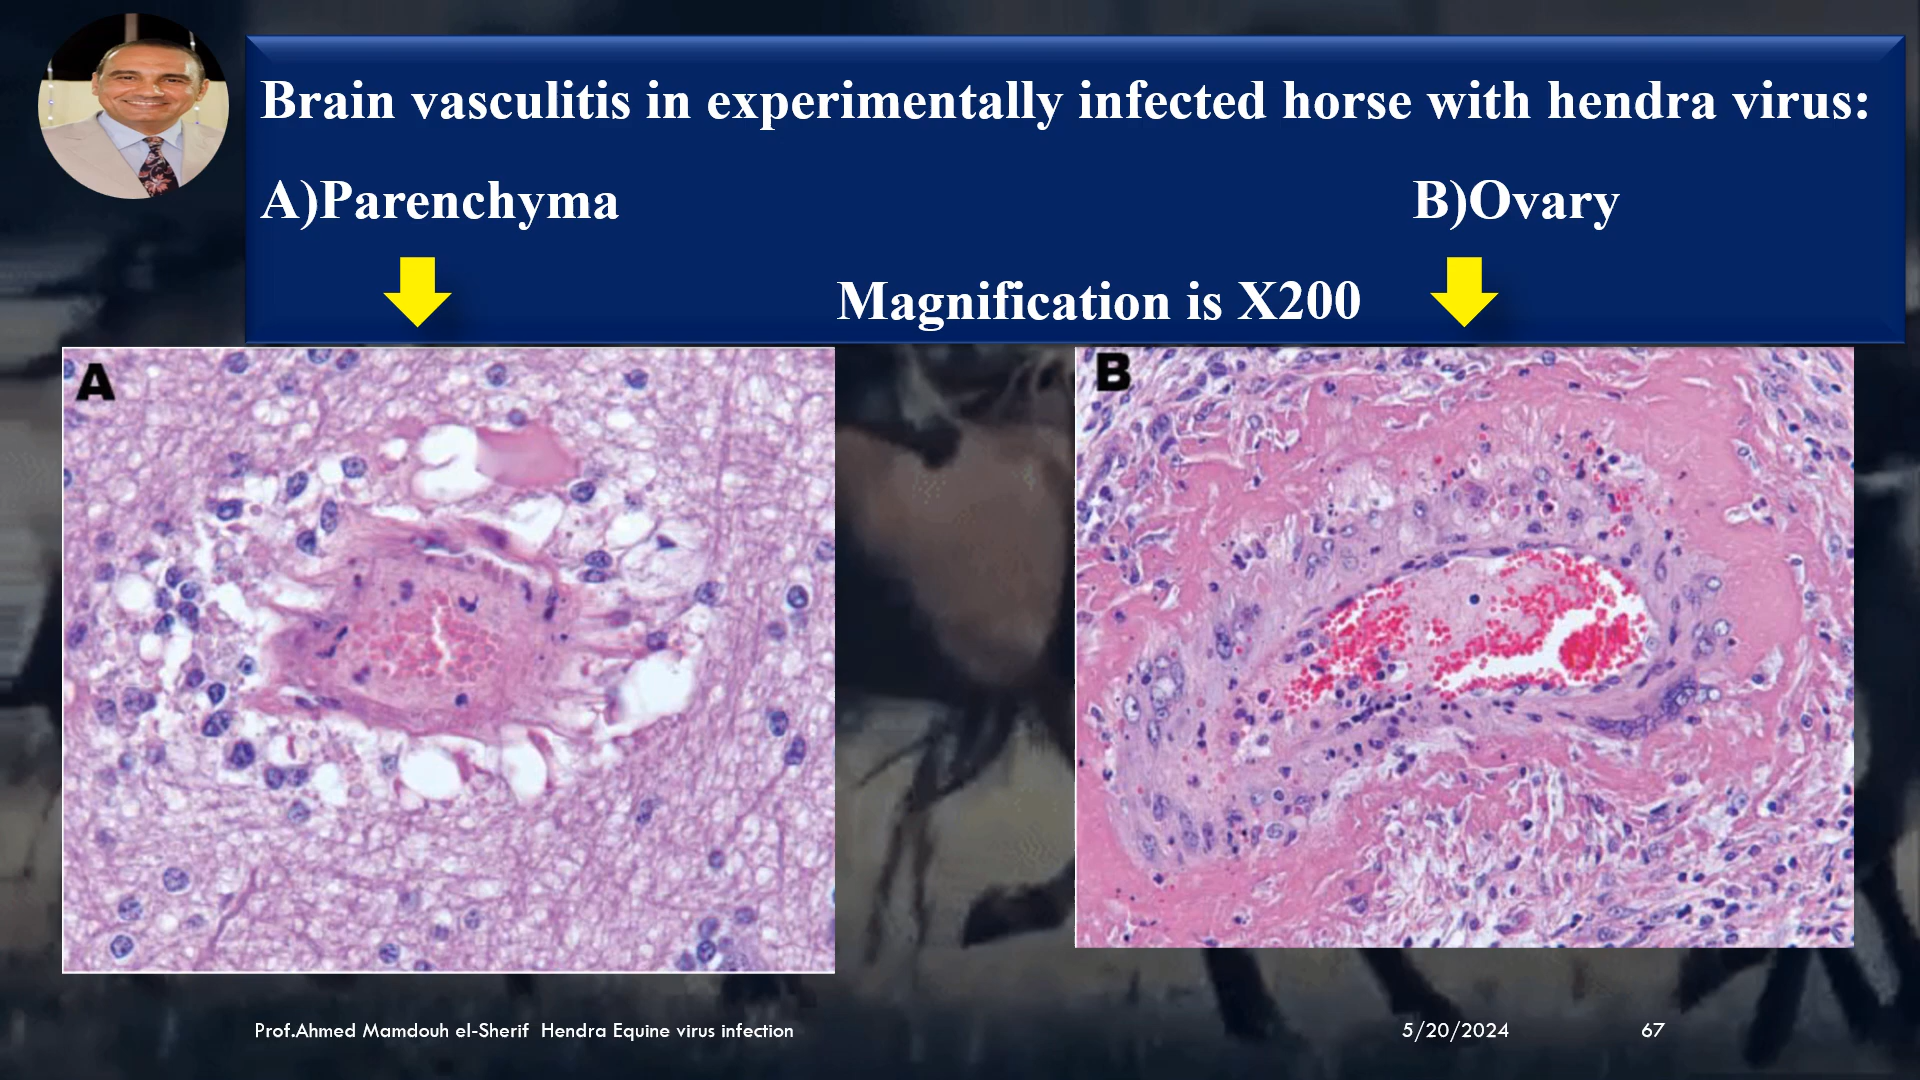 Brain vasculitis in experimentally infected horse with hendra virus:
A)Parenchyma B)Ovary
Magnification is X200
A
B
Prof.Ahmed Mamdouh el-Sherif Hendra Equine virus infection
5/20/2024
67